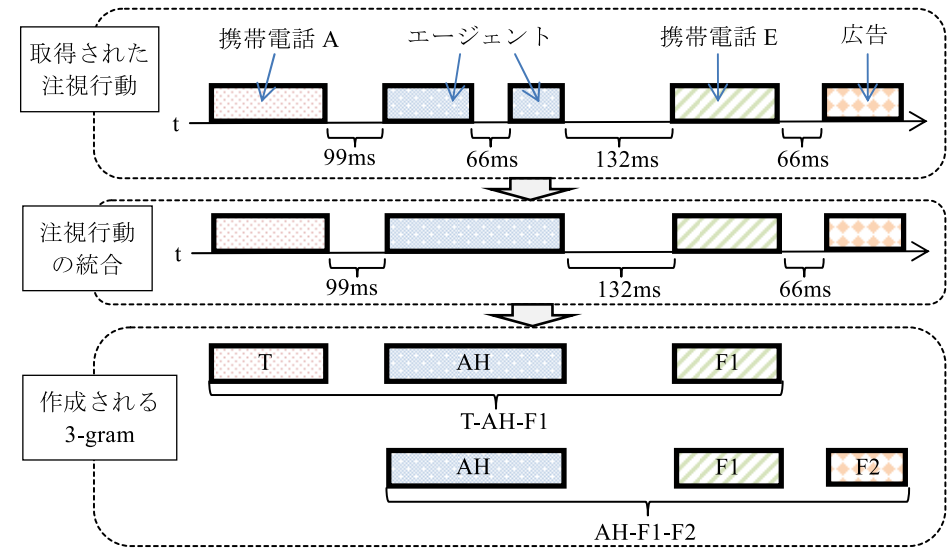 取得された
注視行動
携帯電話 A
エージェント
携帯電話 E
広告
t
99ms
66ms
132ms
66ms
注視行動
の統合
t
99ms
132ms
66ms
作成される
3-gram
T
AH
F1
T-AH-F1
AH
F1
F2
AH-F1-F2